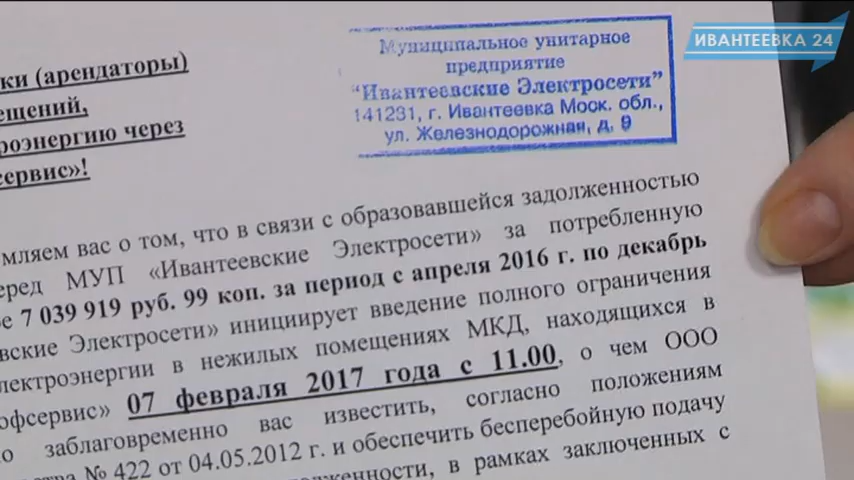 ИВАНТЕЕВКА 24
Муниципальное унитарное
предприятие
"Ивантеевские Электросети"
141231, г. Ивантеевка Моск. обл.,
ул. Железнодорожная, д. 9
ки (арендаторы)
ещений,
роэнергию через
сервис»!
мляем вас о том, что в связи с образовавшейся задолженностью
еред МУП «Ивантеевские Электросети» за потребленную
е 7 039 919 руб. 99 коп. за период с апреля 2016 г. по декабрь
вские Электросети» инициирует введение полного ограничения
лектроэнергии в нежилых помещениях МКД, находящихся в
офсервис» 07 февраля 2017 года с 11.00, о чем ООО
о заблаговременно вас известить, согласно положениям
ства № 422 от 04.05.2012 г. и обеспечить бесперебойную подачу
долженности, в рамках заключенных с